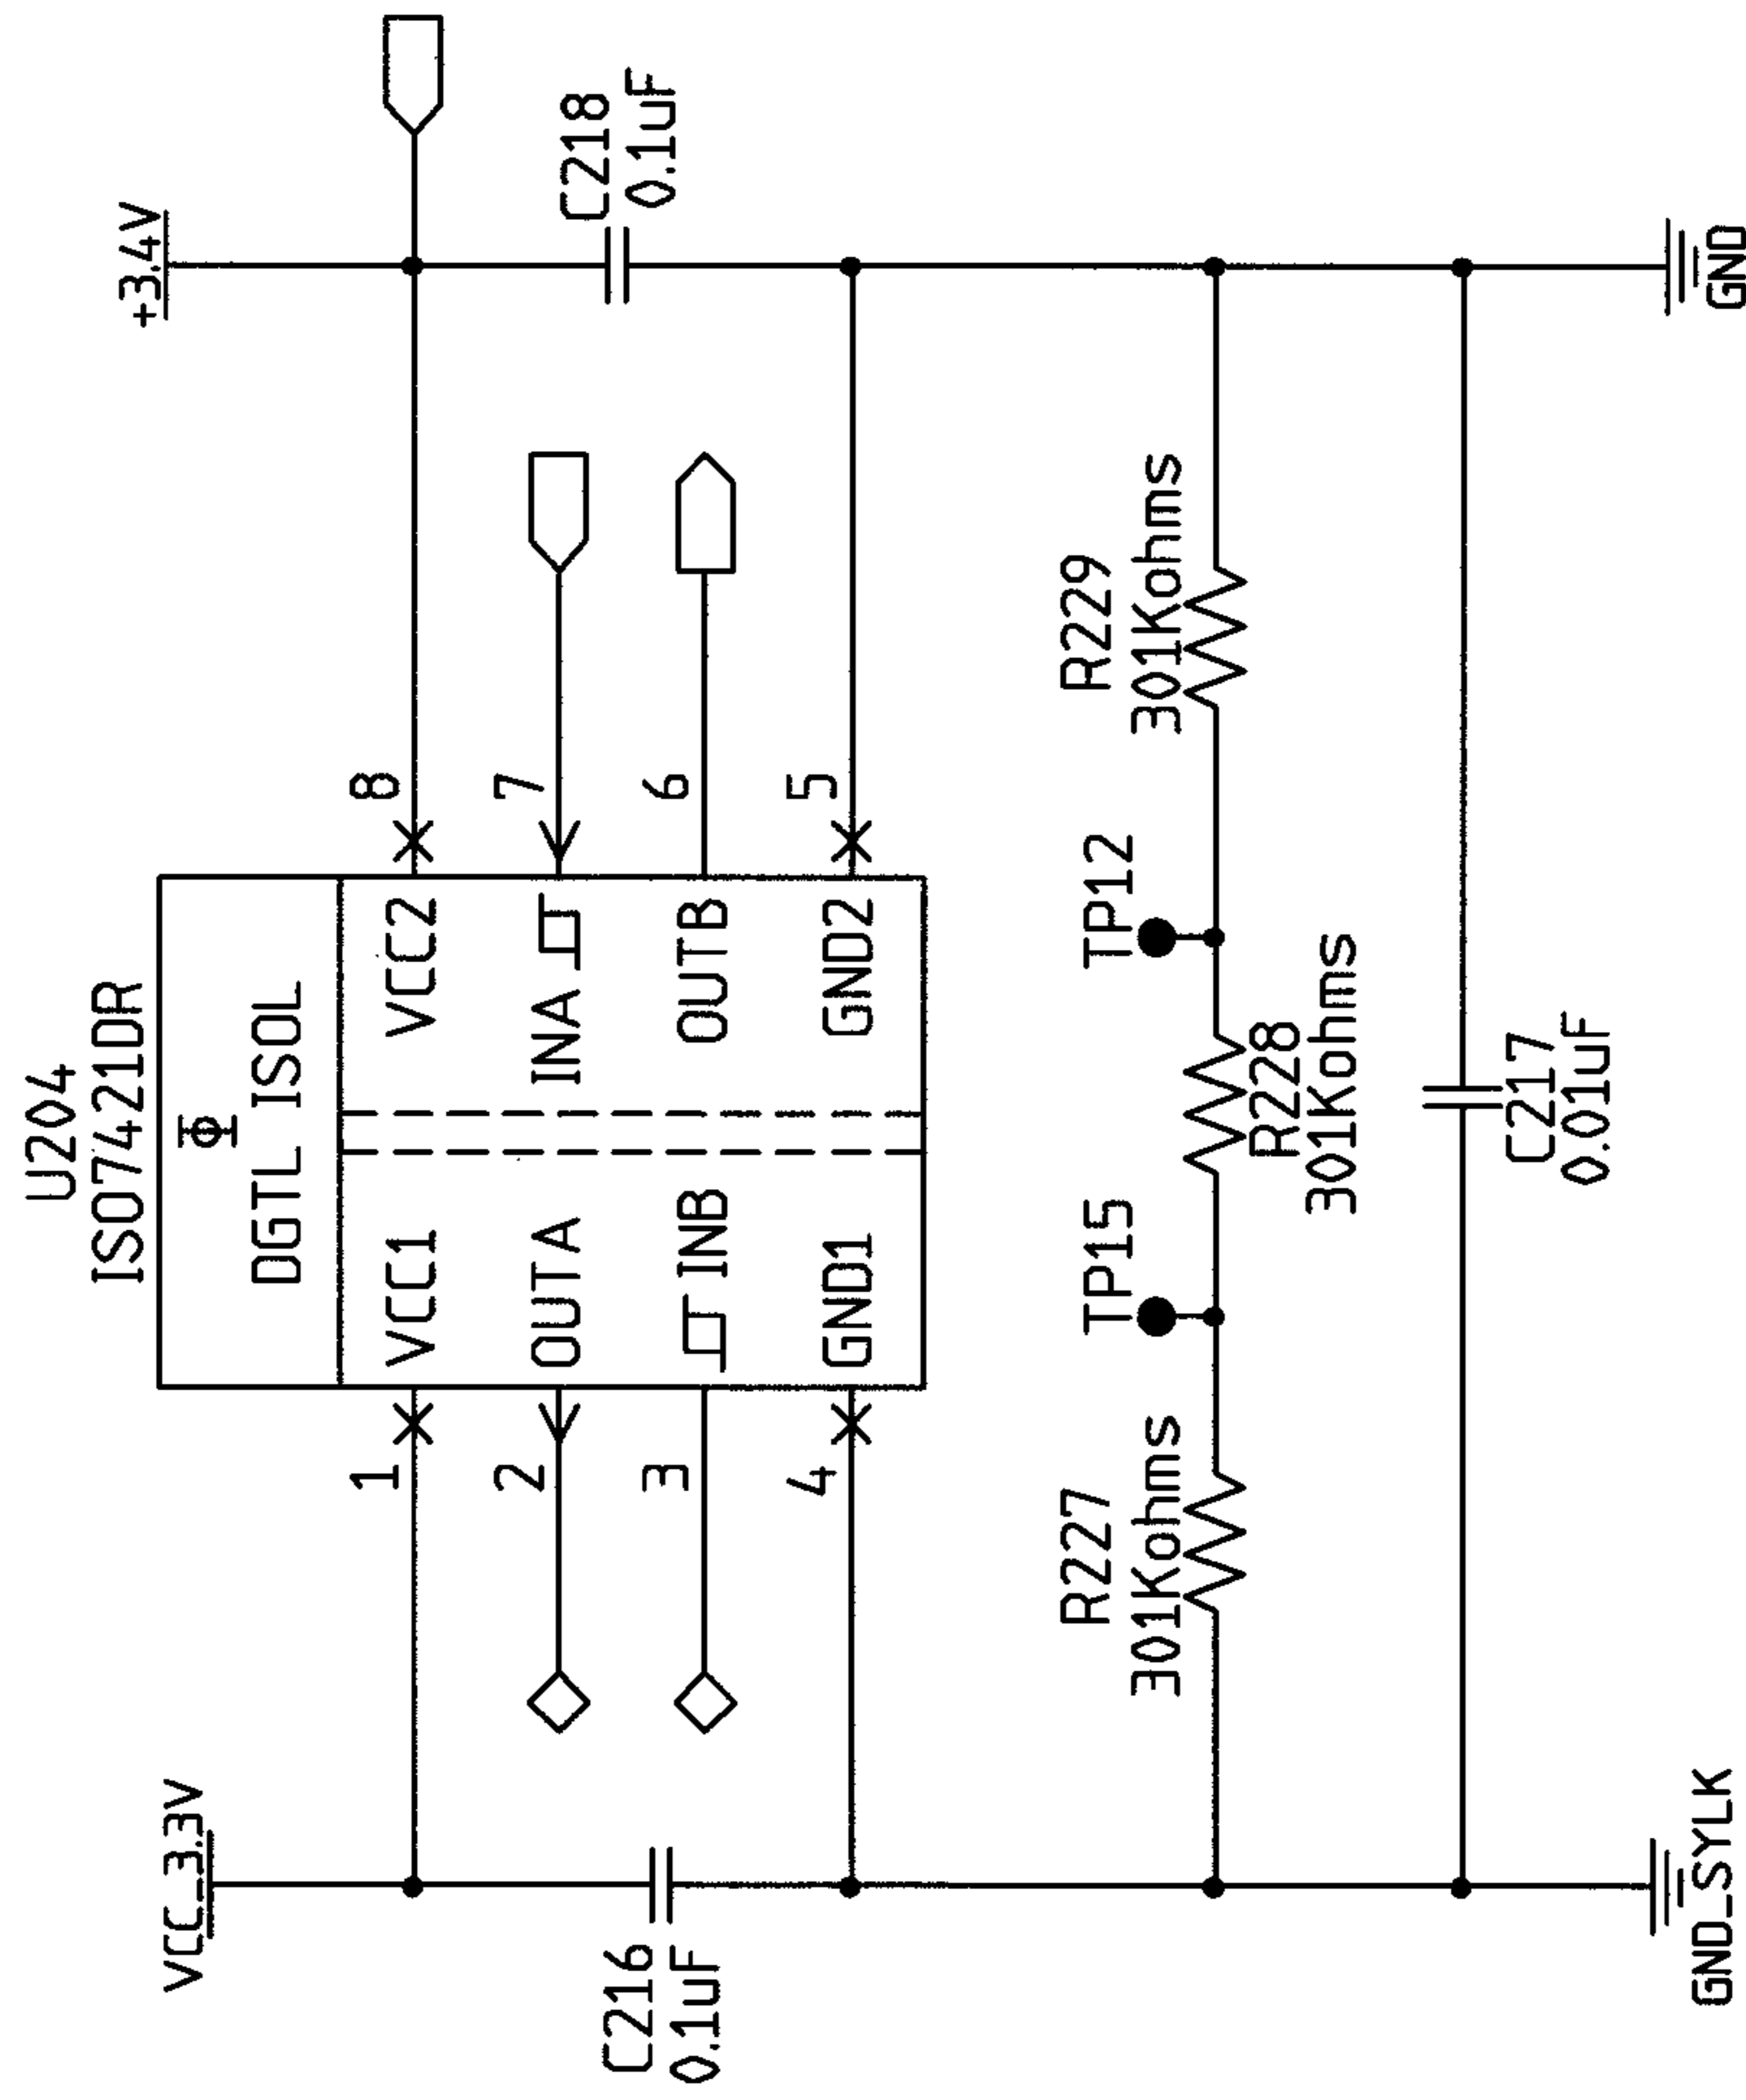 U204
ISO7421DR
DGTL ISOL
VCC_3.3V
+3.4V
1
VCC1
VCC2
8
2
OUTA
INA
7
3
INB
OUTB
6
4
GND1
GND2
5
C216
0.1uF
C218
0.1uF
R227
301Kohms
TP15
TP12
R229
301Kohms
R228
301Kohms
C217
0.01uF
GND_SYLK
GND